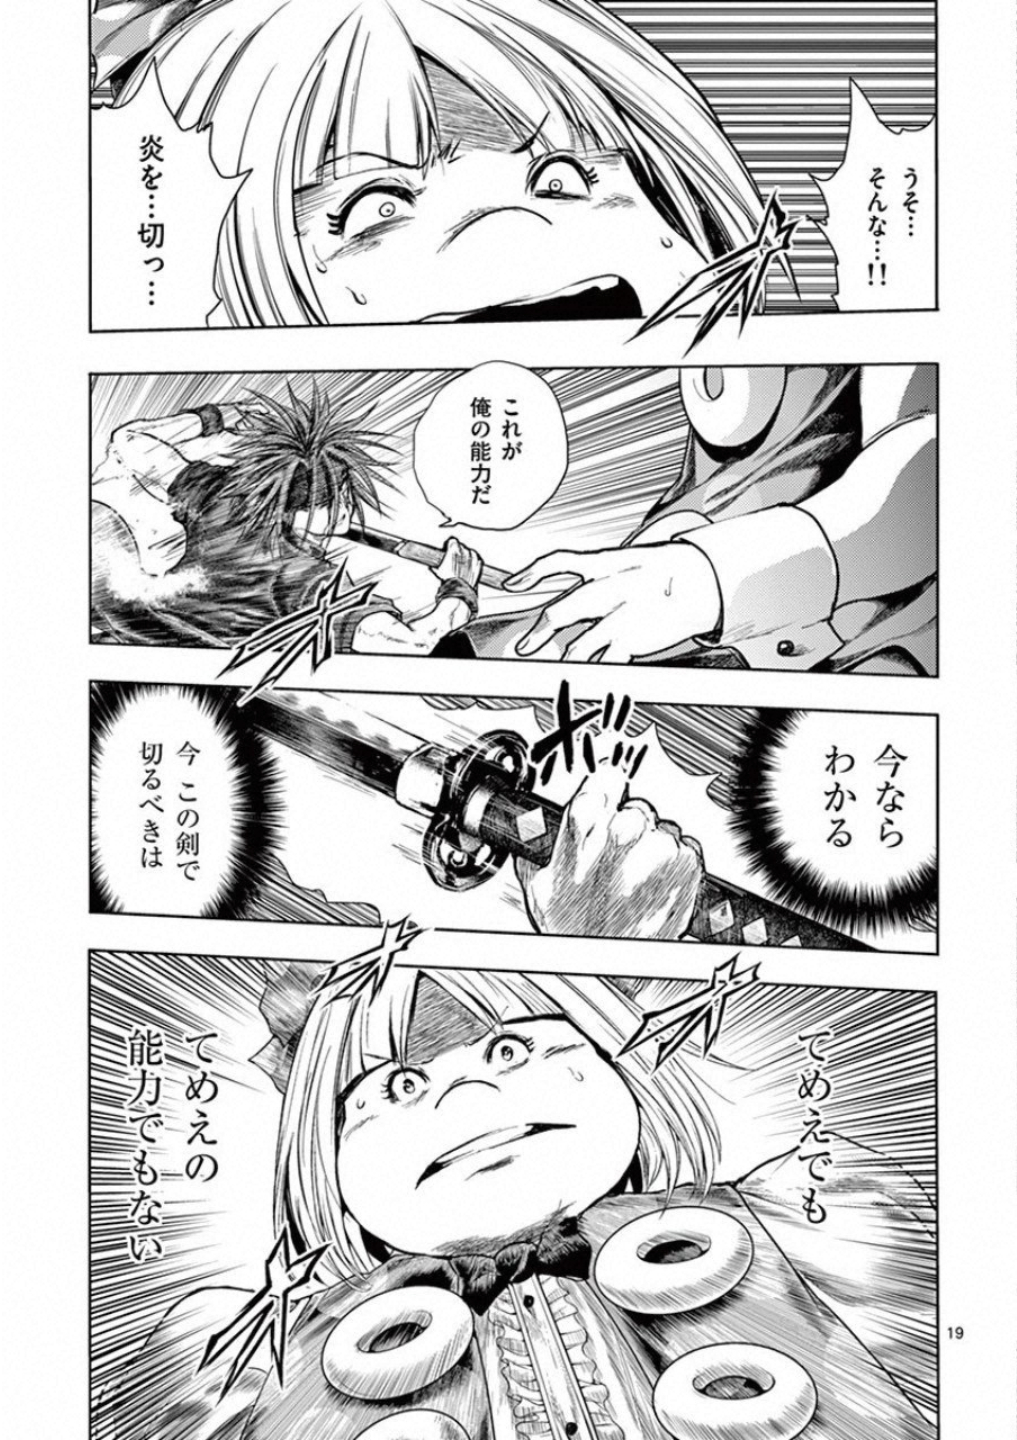 うそ…
そんな…!!
炎を…切っ…
これが
俺の能力だ
ボッ
今なら
わかる
今 この剣で
切るべきは
てめえでも
てめえの
能力でもない
19